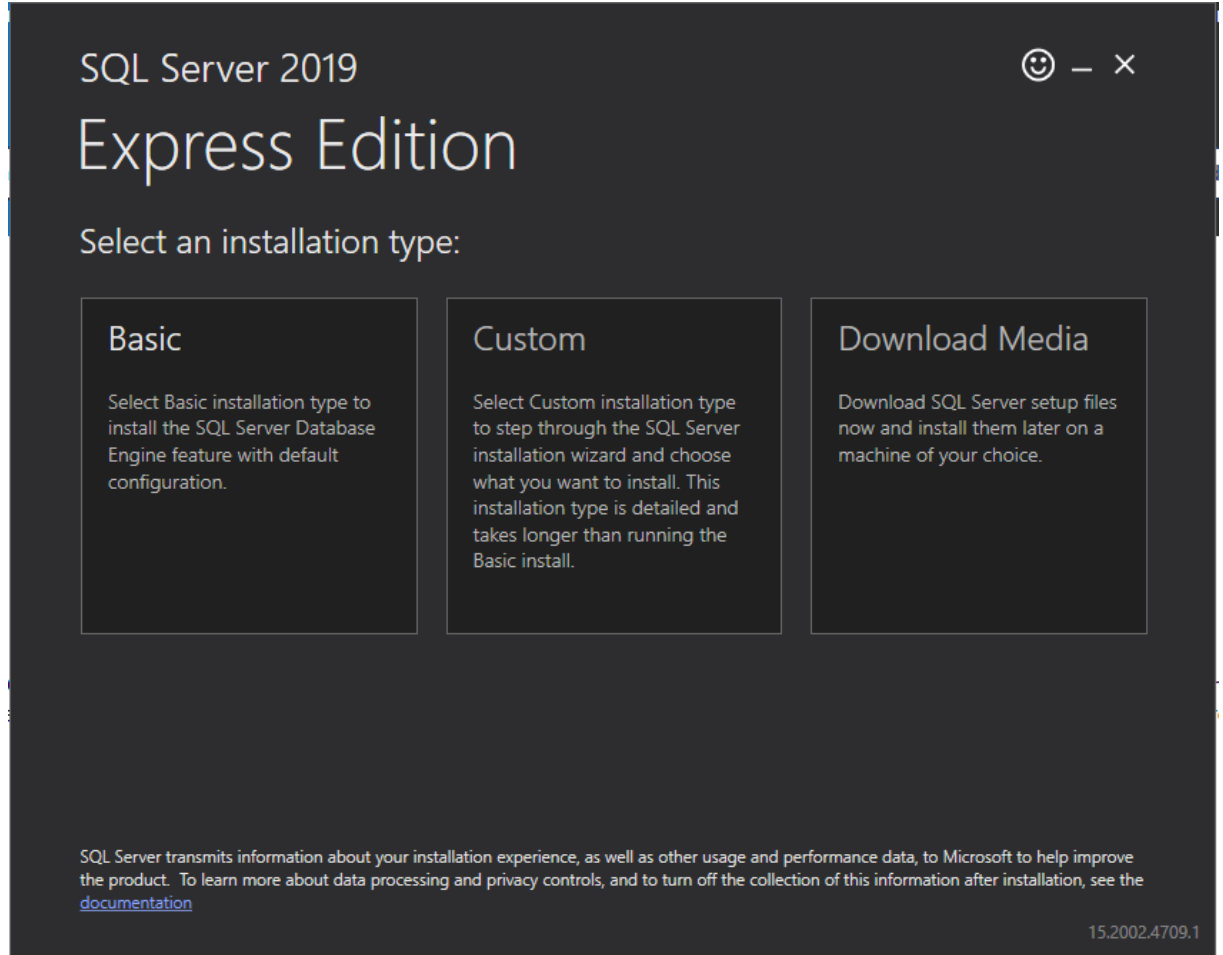 SQL Server 2019
Express Edition
Select an installation type:
Basic
Select Basic installation type to
install the SQL Server Database
Engine feature with default
configuration.
Custom
Select Custom installation type
to step through the SQL Server
installation wizard and choose
what you want to install. This
installation type is detailed and
takes longer than running the
Basic install.
Download Media
Download SQL Server setup files
now and install them later on a
machine of your choice.
SQL Server transmits information about your installation experience, as well as other usage and performance data, to Microsoft to help improve
the product.  To learn more about data processing and privacy controls, and to turn off the collection of this information after installation, see the
documentation
15.2002.4709.1